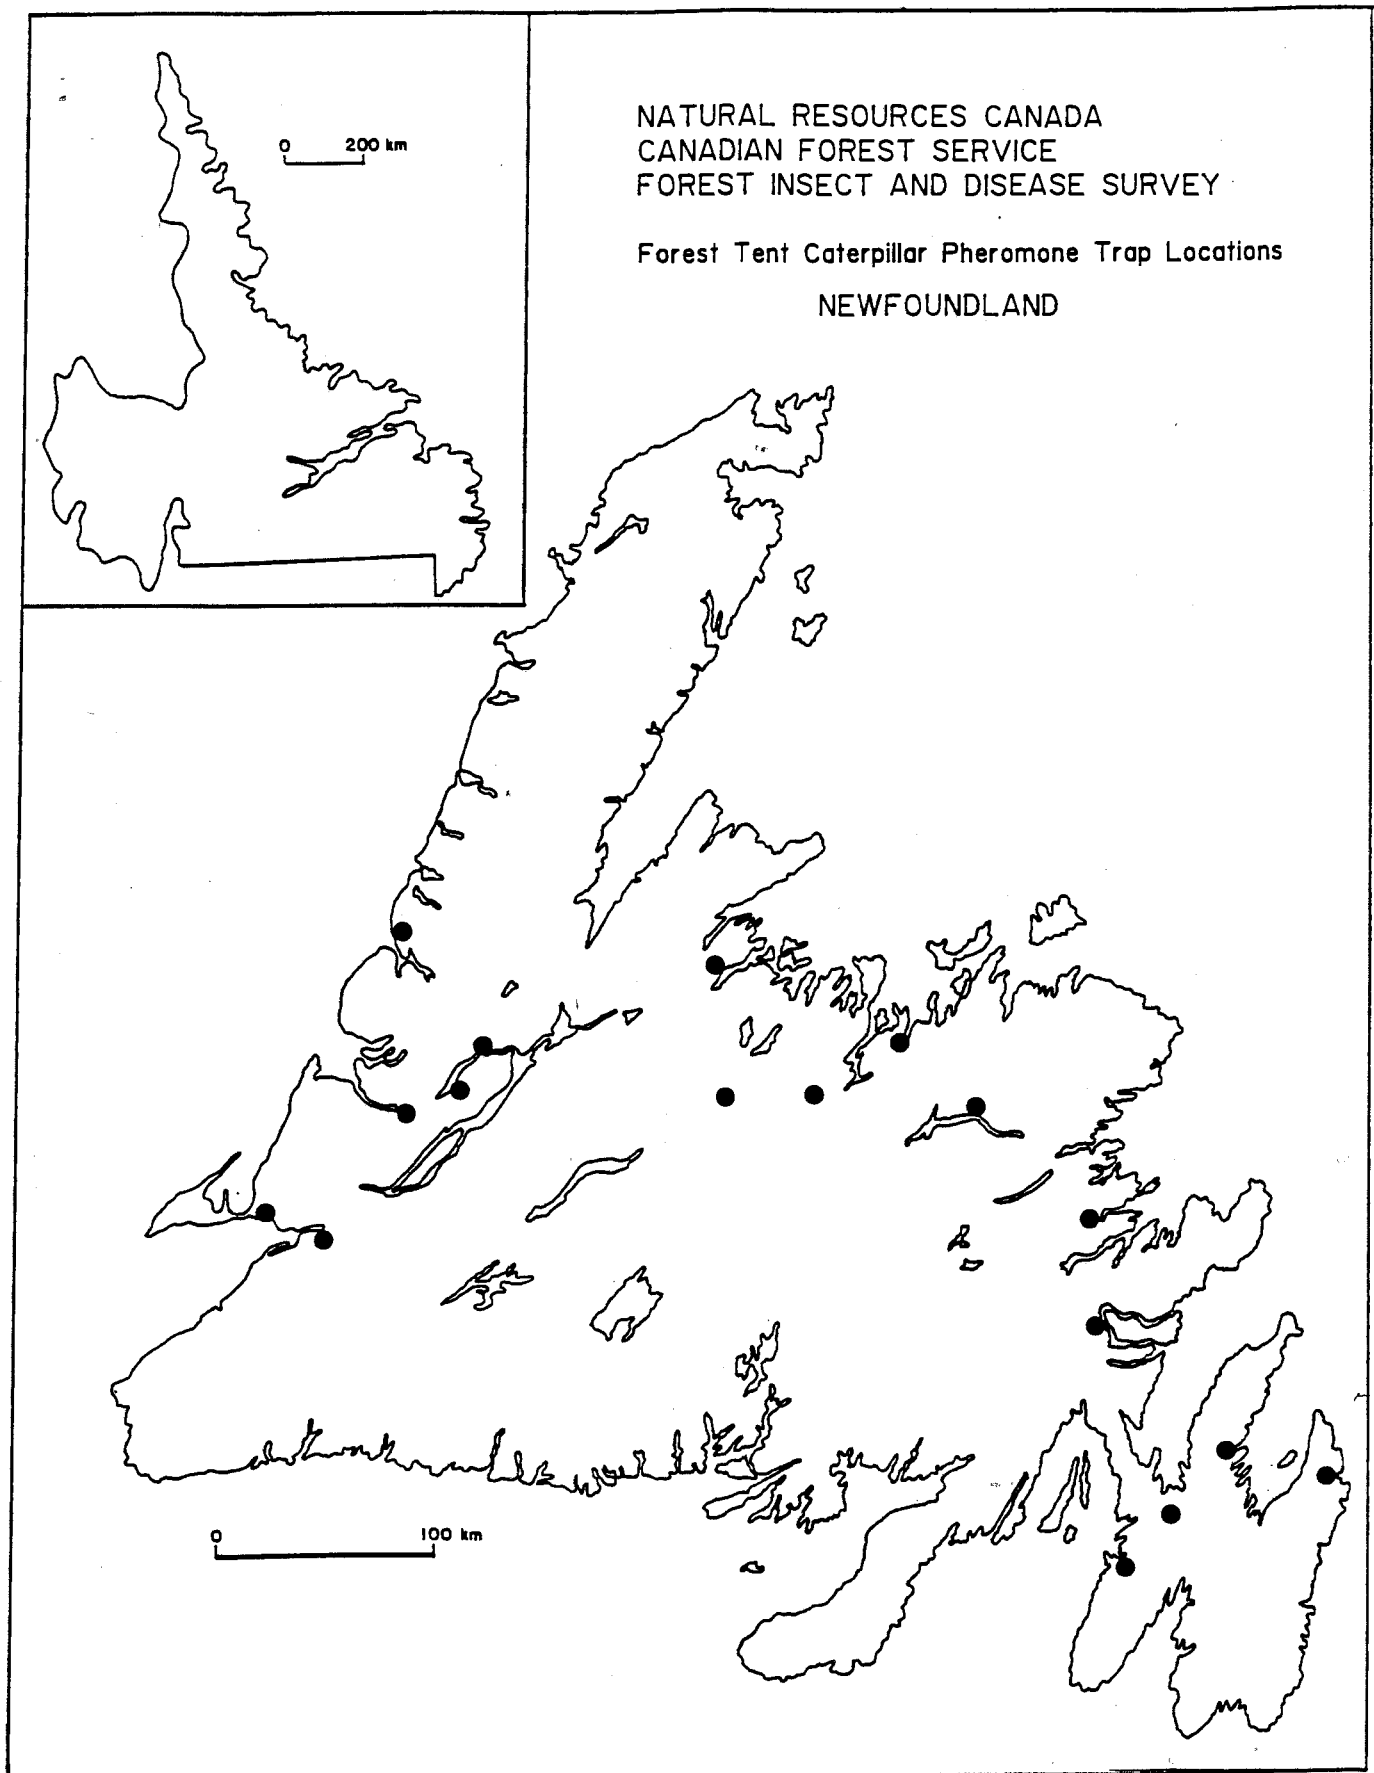 0 200 km
NATURAL RESOURCES CANADA
CANADIAN FOREST SERVICE
FOREST INSECT AND DISEASE SURVEY
Forest Tent Caterpillar Pheromone Trap Locations
NEWFOUNDLAND
0 100 km